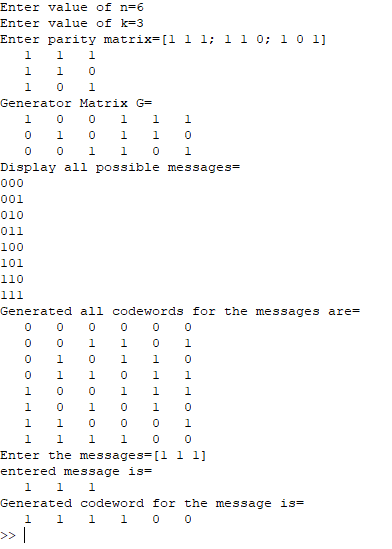 Enter value of n=6
Enter value of k=3
Enter parity matrix=[1 1 1; 1 1 0; 1 0 1]
1 1 1
1 1 0
1 0 1
Generator Matrix G=
1 0 0 1 1 1
0 1 0 1 1 0
0 0 1 1 0 1
Display all possible messages=
000
001
010
011
100
101
110
111
Generated all codewords for the messages are=
0 0 0 0 0 0
0 0 1 1 0 1
0 1 0 1 1 0
0 1 1 0 1 1
1 0 0 1 1 1
1 0 1 0 1 0
1 1 0 0 0 1
1 1 1 1 0 0
Enter the messages=[1 1 1]
entered message is=
1 1 1
Generated codeword for the message is=
1 1 1 1 0 0
>>